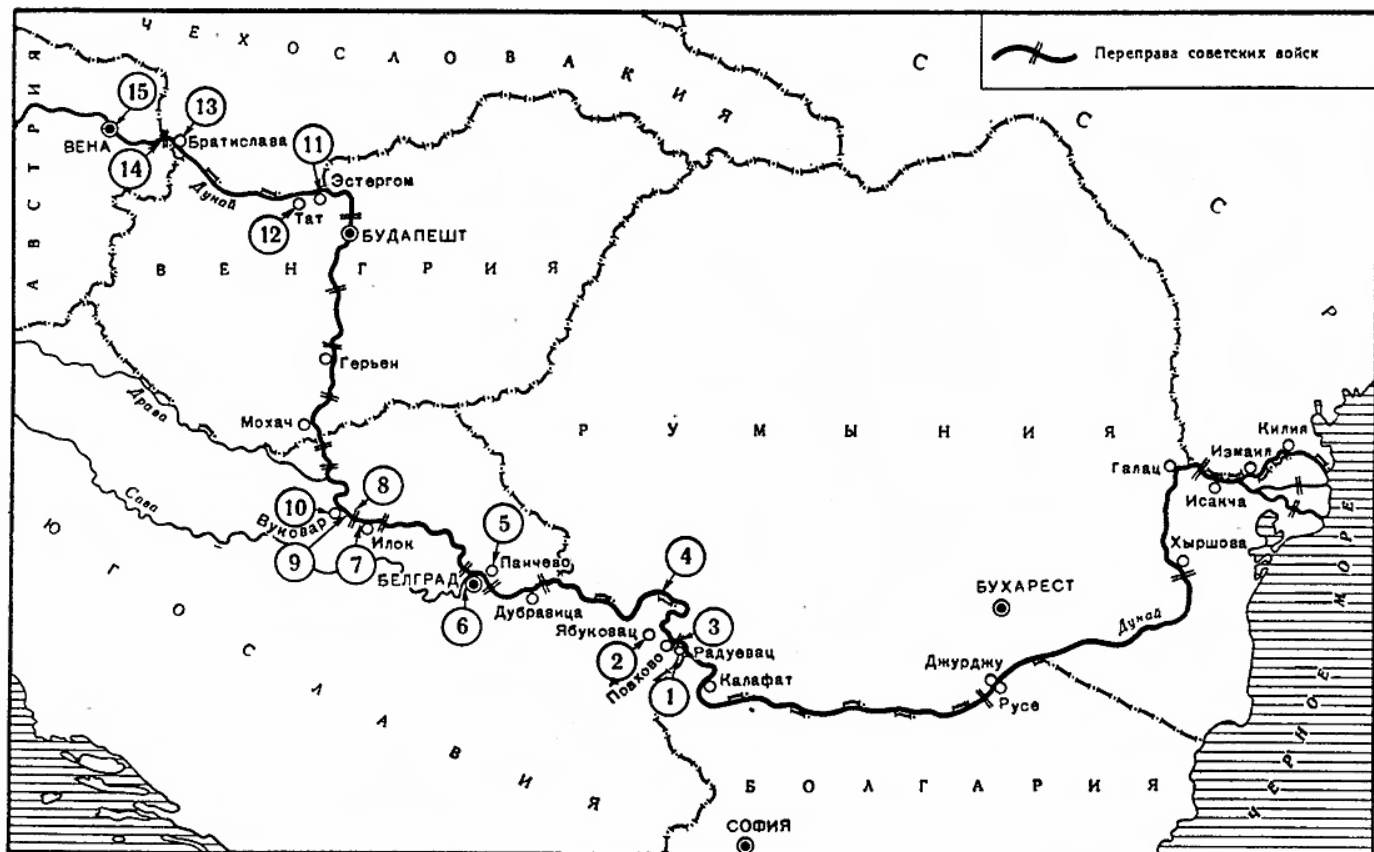 ЧЕХОСЛОВАКИЯ
СССР
Переправа советских войск
АВСТРИЯ
15
13
ВЕНА
Братислава
11
14
Эстергом
Дунай
Тат
12
БУДАПЕШТ
ВЕНГРИЯ
Герьен
Драва
Мохач
РУМЫНИЯ
Килия
Измаил
Галац
Исакча
Сава
8
10
Вуковар
5
Илок
9
7
Панчево
4
Хыршова
БЕЛГРАД
БУХАРЕСТ
Дубравица
6
Ябуковац
3
Дунай
2
Прахово
Радуевац
Джурджу
1
Калафат
Русе
ЮГОСЛАВИЯ
БОЛГАРИЯ
СОФИЯ
ЧЕРНОЕ МОРЕ